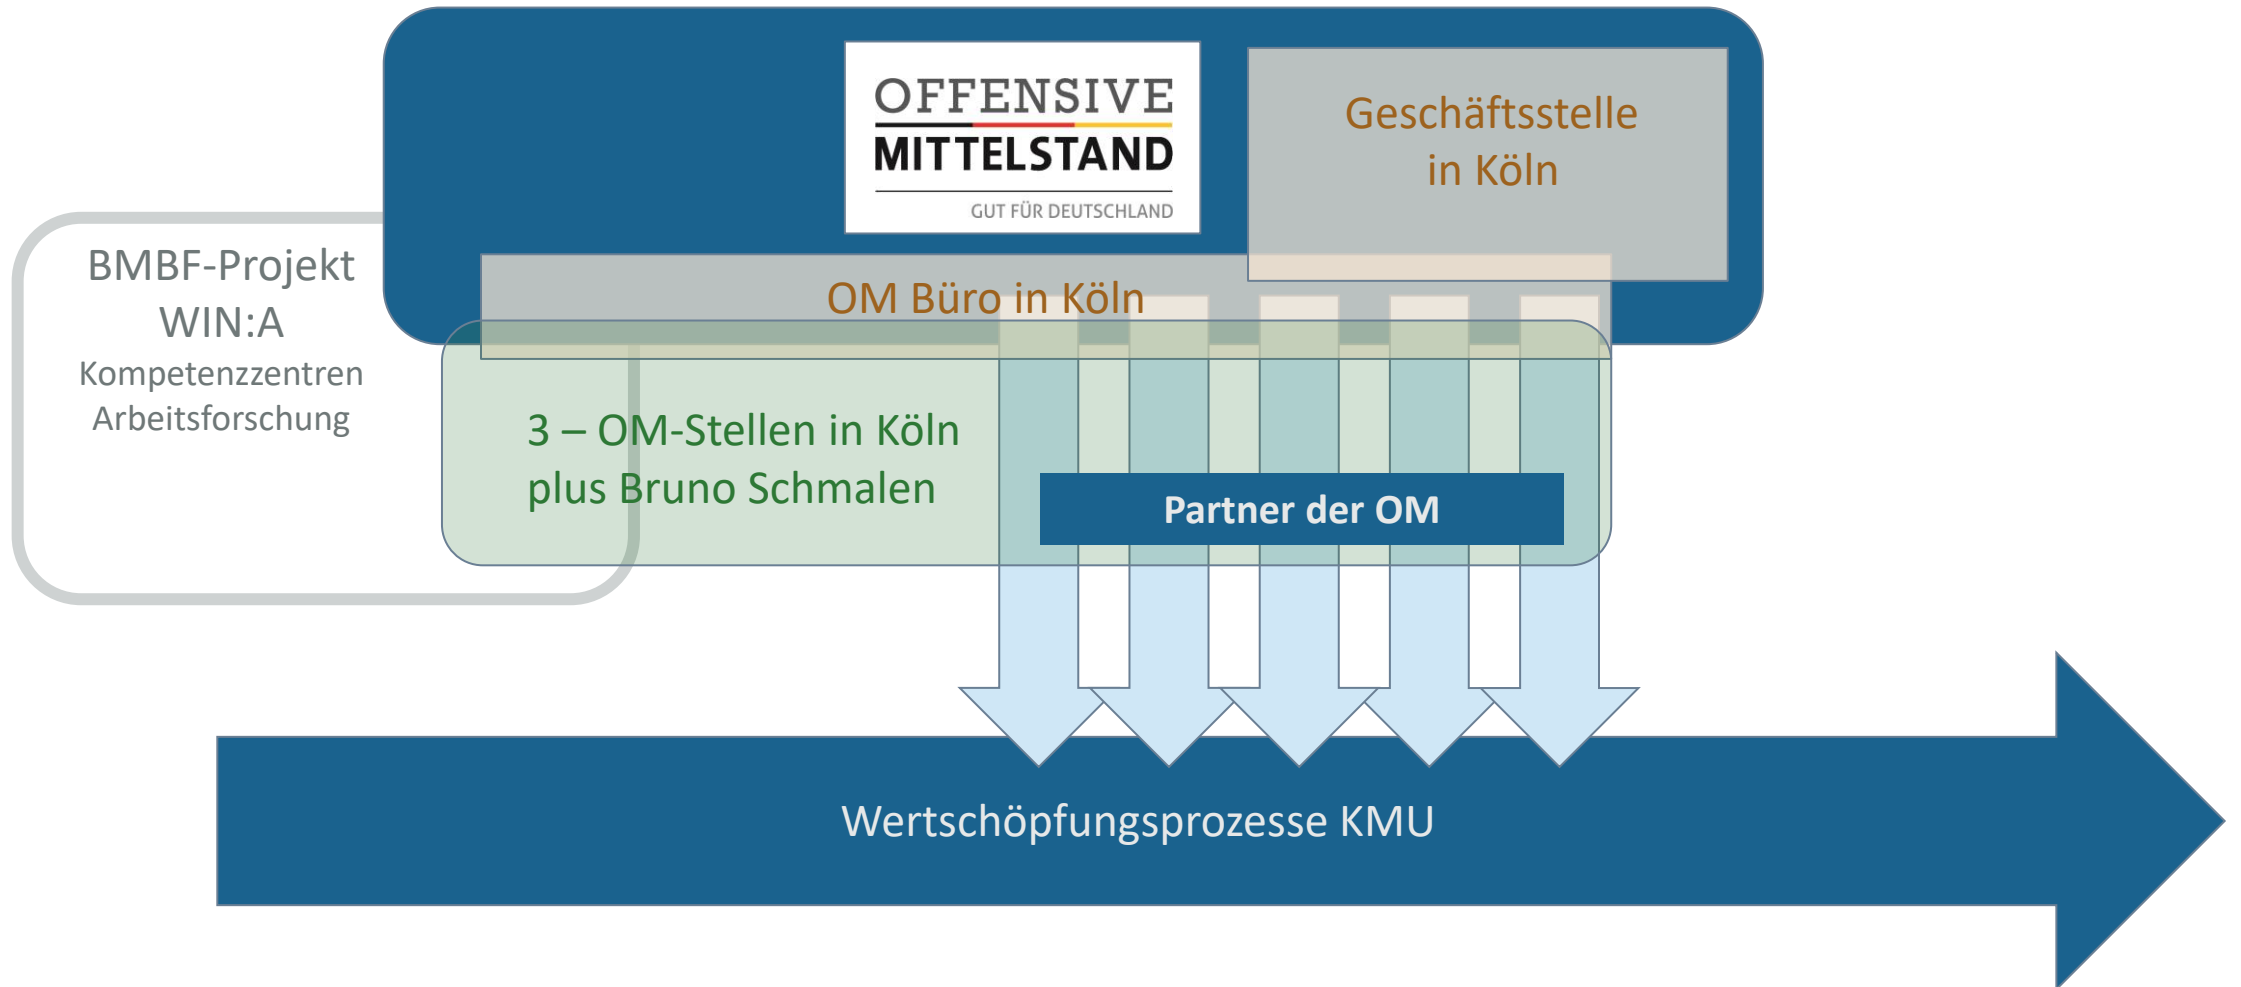 OFFENSIVE
MITTELSTAND
GUT FÜR DEUTSCHLAND
Geschäftsstelle
in Köln
BMBF-Projekt
WIN:A
Kompetenzzentren
Arbeitsforschung
OM Büro in Köln
3 – OM-Stellen in Köln
plus Bruno Schmalen
Partner der OM
Wertschöpfungsprozesse KMU